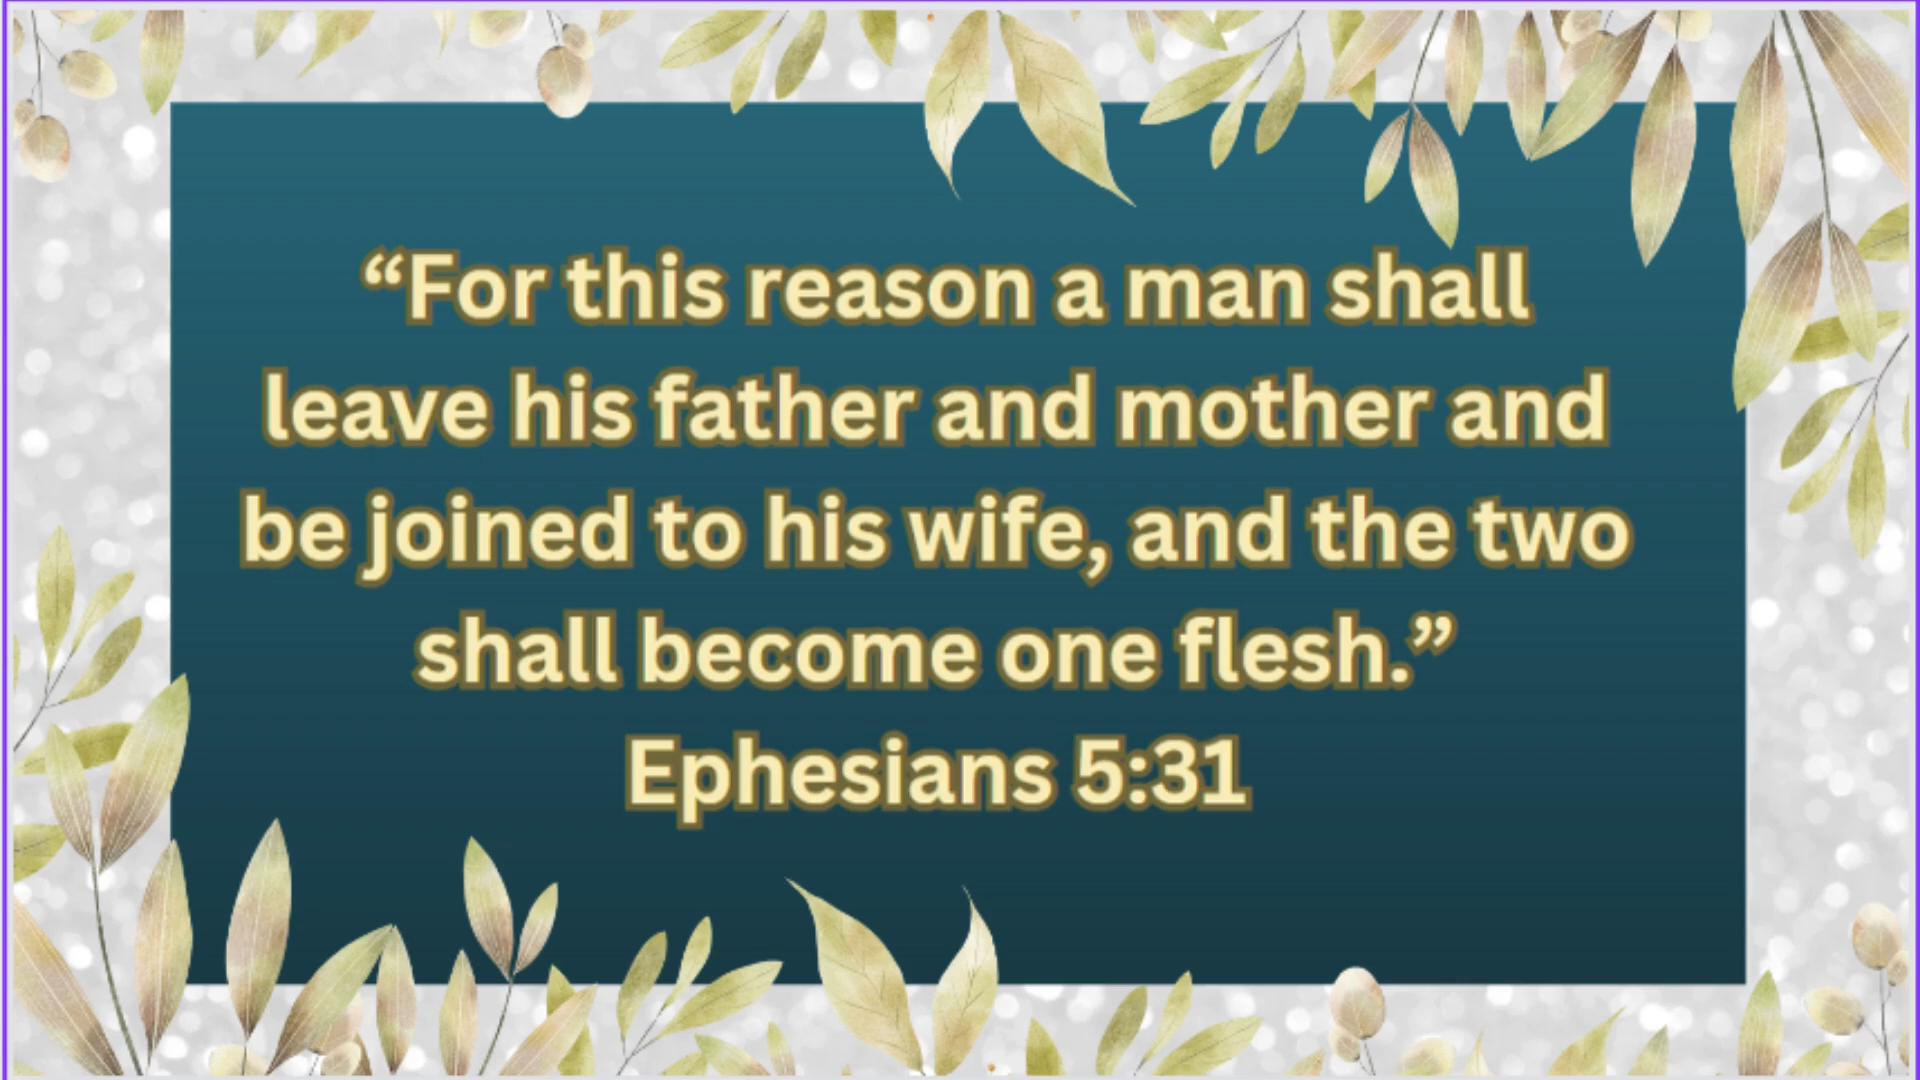 “For this reason a man shall
leave his father and mother and
be joined to his wife, and the two
shall become one flesh.”
Ephesians 5:31